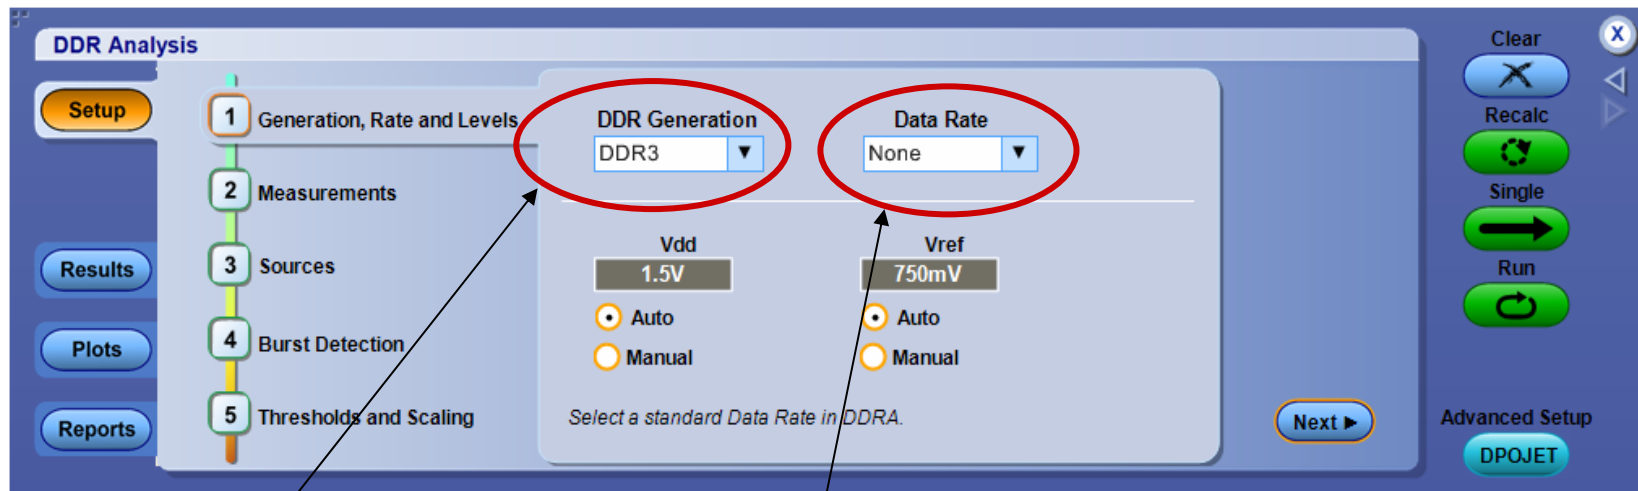 DDR Analysis
Setup
Results
Plots
Reports
1 Generation, Rate and Levels
2 Measurements
3 Sources
4 Burst Detection
5 Thresholds and Scaling
DDR Generation Data Rate
DDR3 None
Vdd Vref
1.5V 750mV
Auto Auto
Manual Manual
Select a standard Data Rate in DDRA.
Next
Clear
X
Recalc
Single
Run
Advanced Setup
DPOJET